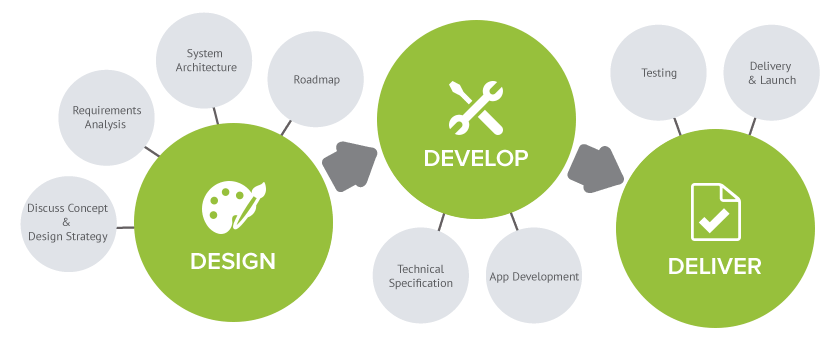 Discuss Concept
&
Design Strategy
Requirements
Analysis
System
Architecture
Roadmap
DESIGN
DEVELOP
Technical
Specification
App Development
Testing
Delivery
& Launch
DELIVER